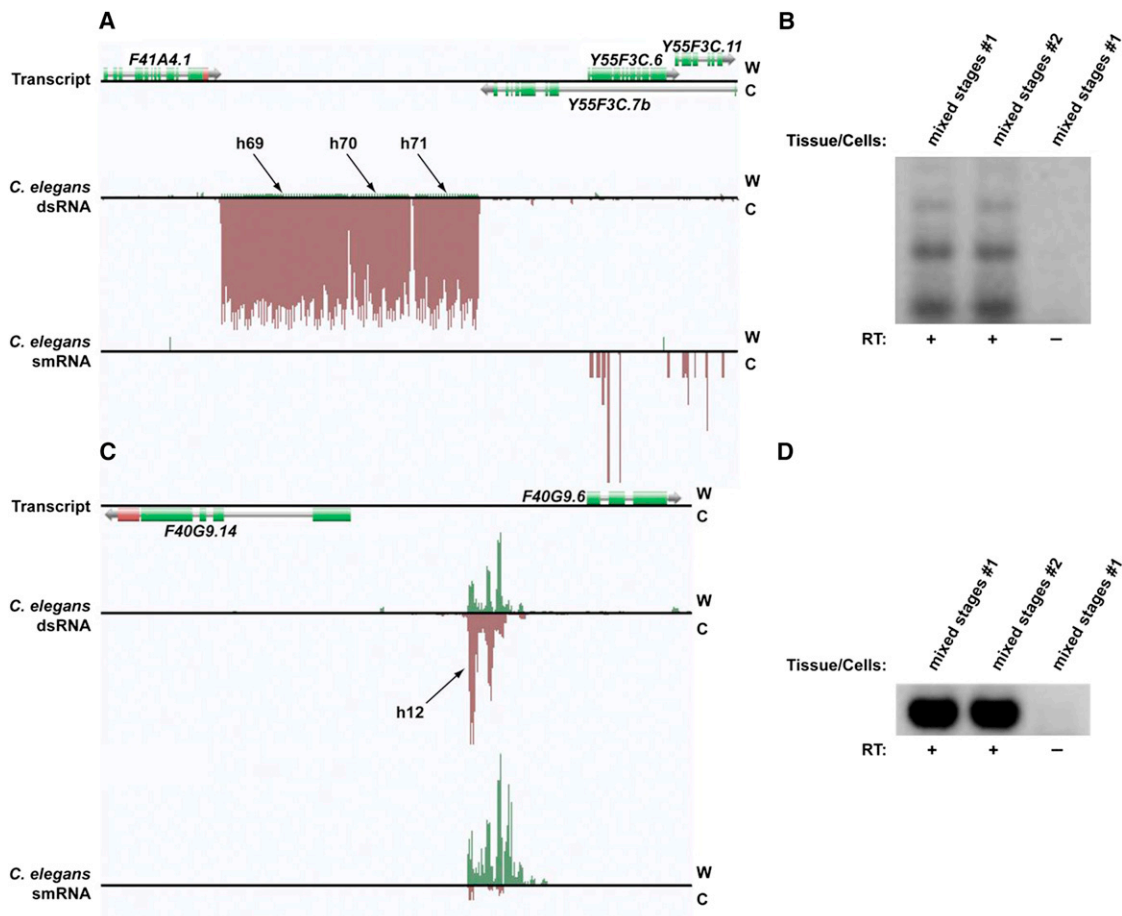 A
F41A4.1
Y55F3C.6
Y55F3C.11
Transcript
W
C
Y55F3C.7b
h69
h70
h71
C. elegans
dsRNA
W
C
C. elegans
smRNA
W
C
B
mixed stages #1
mixed stages #2
mixed stages #1
Tissue/Cells:
RT:
+
+
–
C
F40G9.6
Transcript
W
C
F40G9.14
C. elegans
dsRNA
W
C
h12
C. elegans
smRNA
W
C
D
mixed stages #1
mixed stages #2
mixed stages #1
Tissue/Cells:
RT:
+
+
–